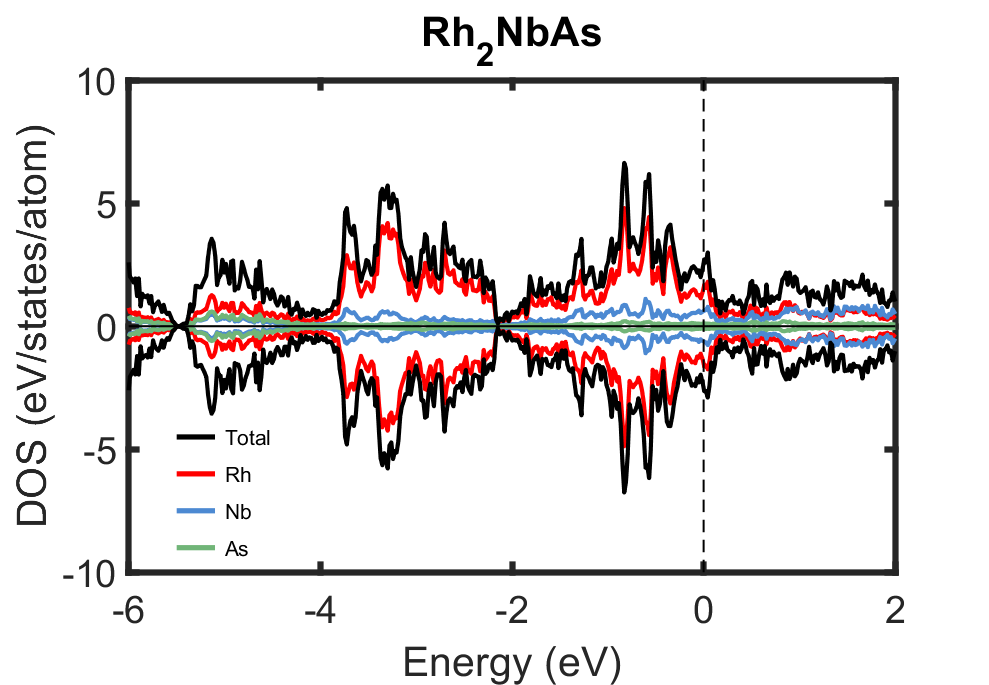 Rh2NbAs
DOS (eV/states/atom)
10
5
0
-5
-10
Total
Rh
Nb
As
-6
-4
-2
0
2
Energy (eV)